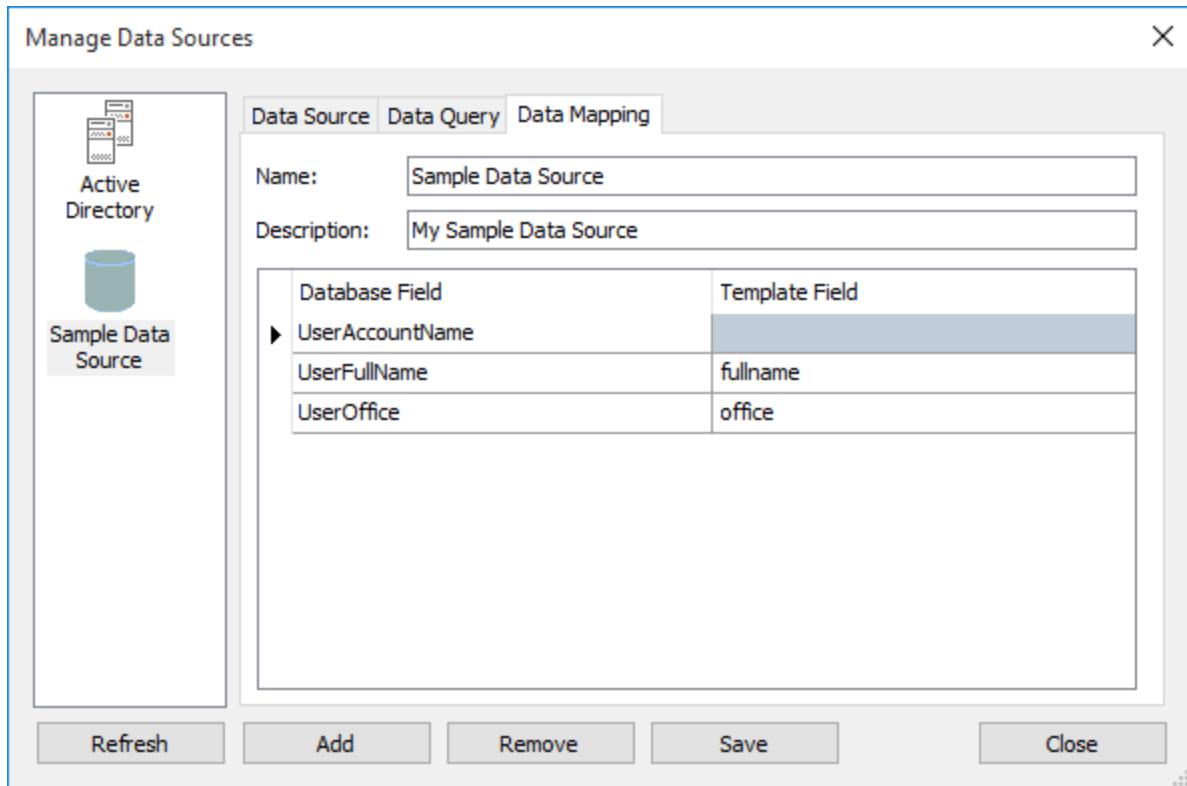 Manage Data Sources
Active
Directory
Sample Data
Source
Data Source Data Query Data Mapping
Name: Sample Data Source
Description: My Sample Data Source
Database Field Template Field
UserAccountName
UserFullName fullname
UserOffice office
Refresh Add Remove Save Close